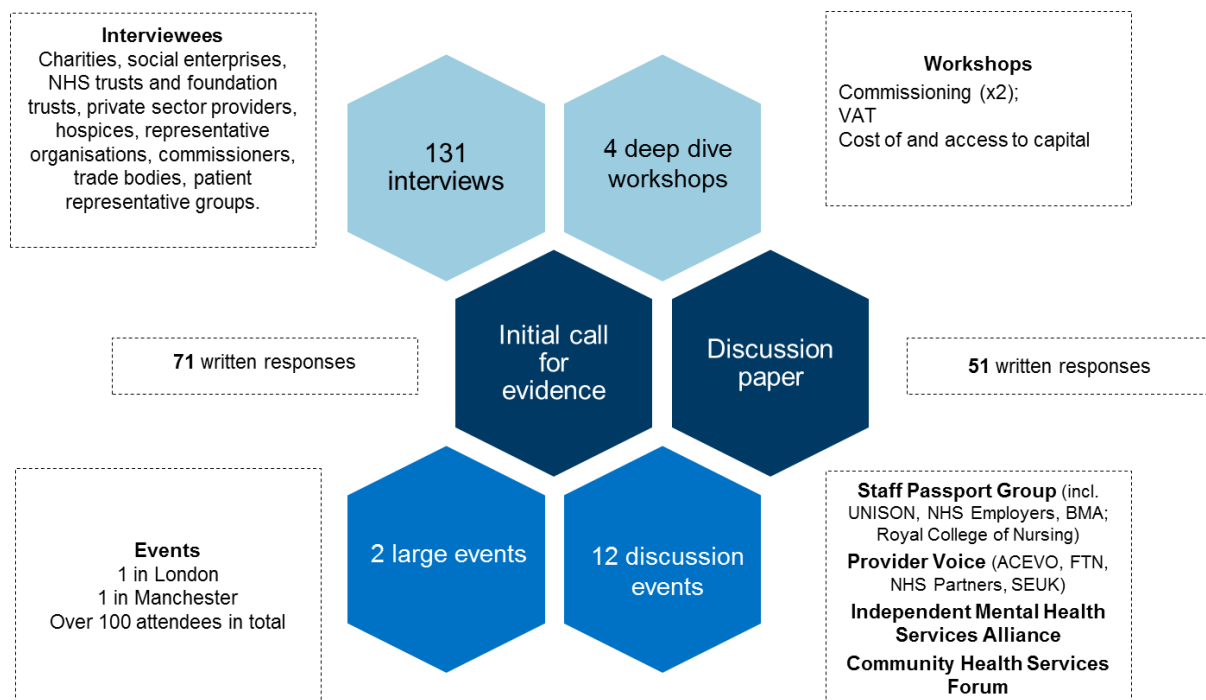 Interviewees
Charities, social enterprises,
NHS trusts and foundation
trusts, private sector providers,
hospices, representative
organisations, commissioners,
trade bodies, patient
representative groups.
131
interviews
4 deep dive
workshops
Workshops
Commissioning (x2);
VAT
Cost of and access to capital
71 written responses
Initial call
for
evidence
Discussion
paper
51 written responses
Events
1 in London
1 in Manchester
Over 100 attendees in total
2 large events
12 discussion
events
Staff Passport Group (incl.
UNISON, NHS Employers, BMA;
Royal College of Nursing)
Provider Voice (ACEVO, FTN,
NHS Partners, SEUK)
Independent Mental Health
Services Alliance
Community Health Services
Forum